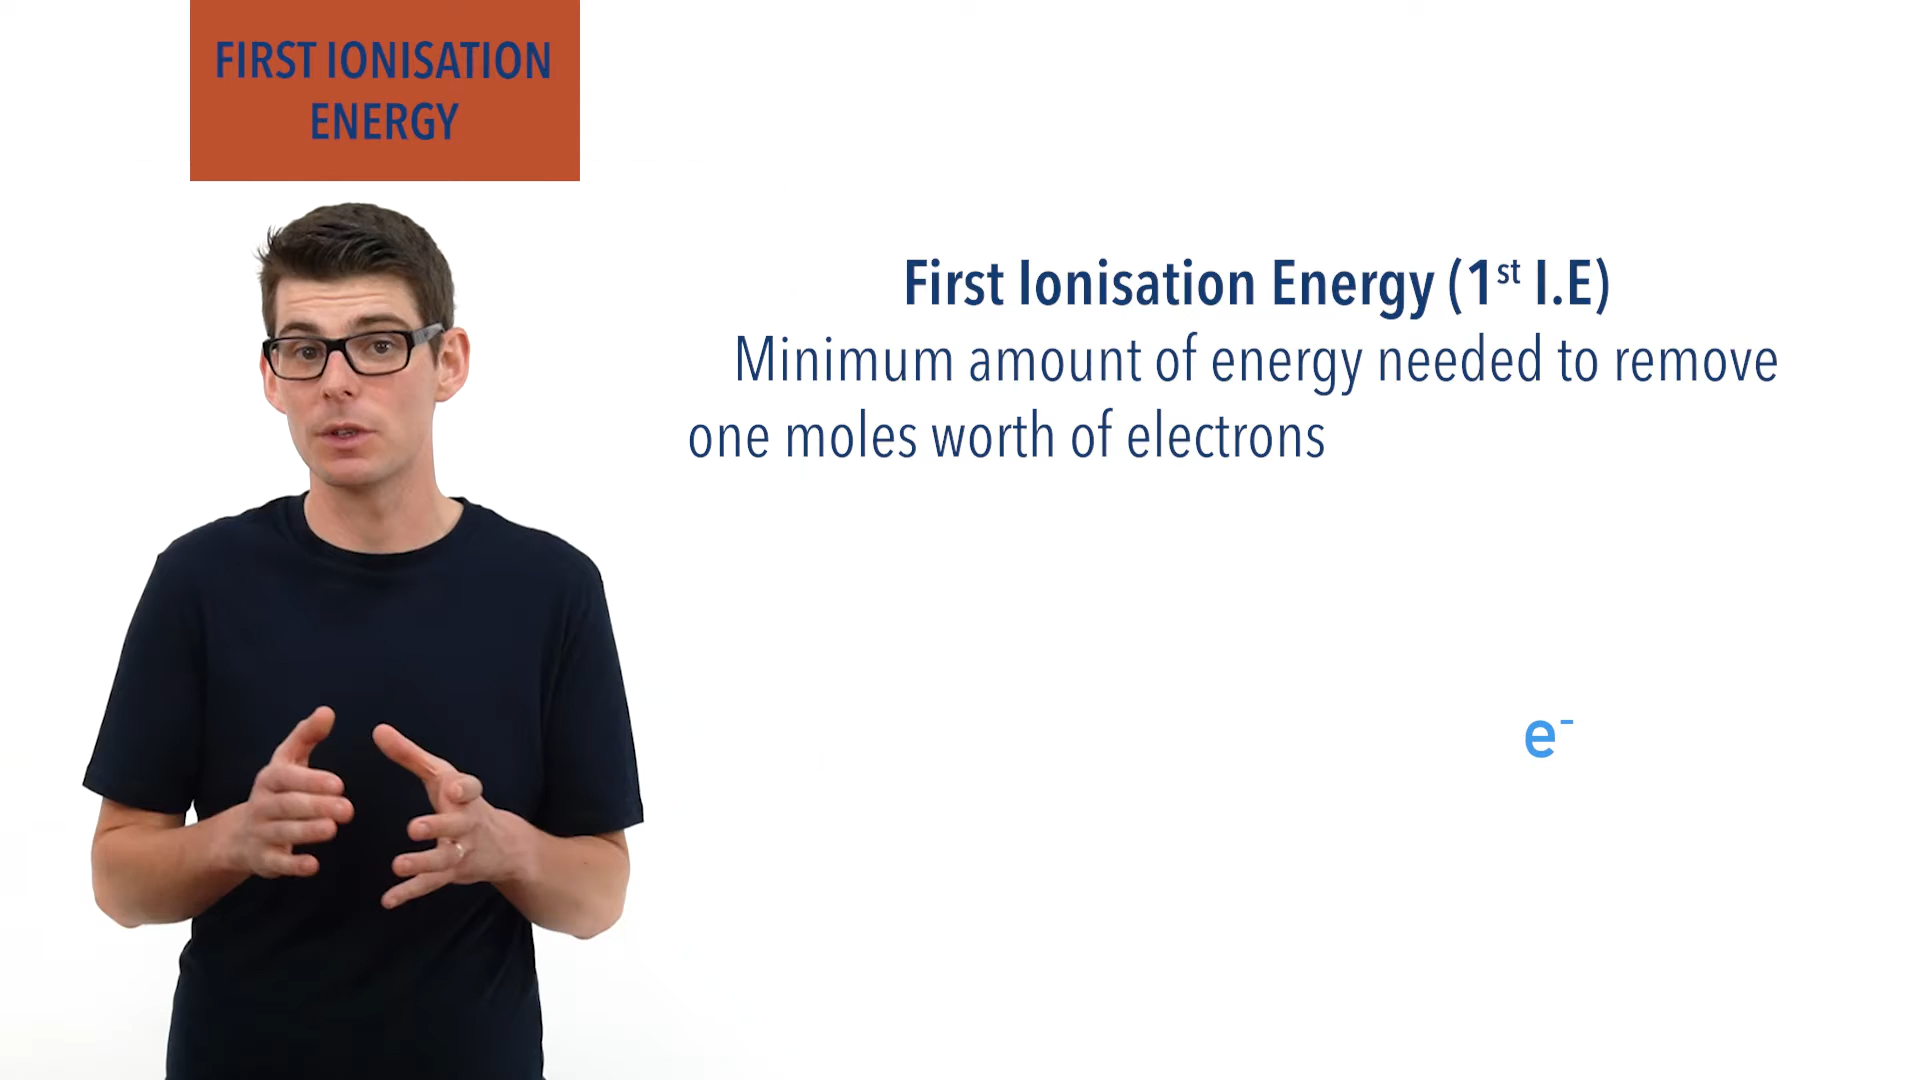 FIRST IONISATION
ENERGY
First Ionisation Energy (1st I.E)
Minimum amount of energy needed to remove
one moles worth of electrons
e⁻